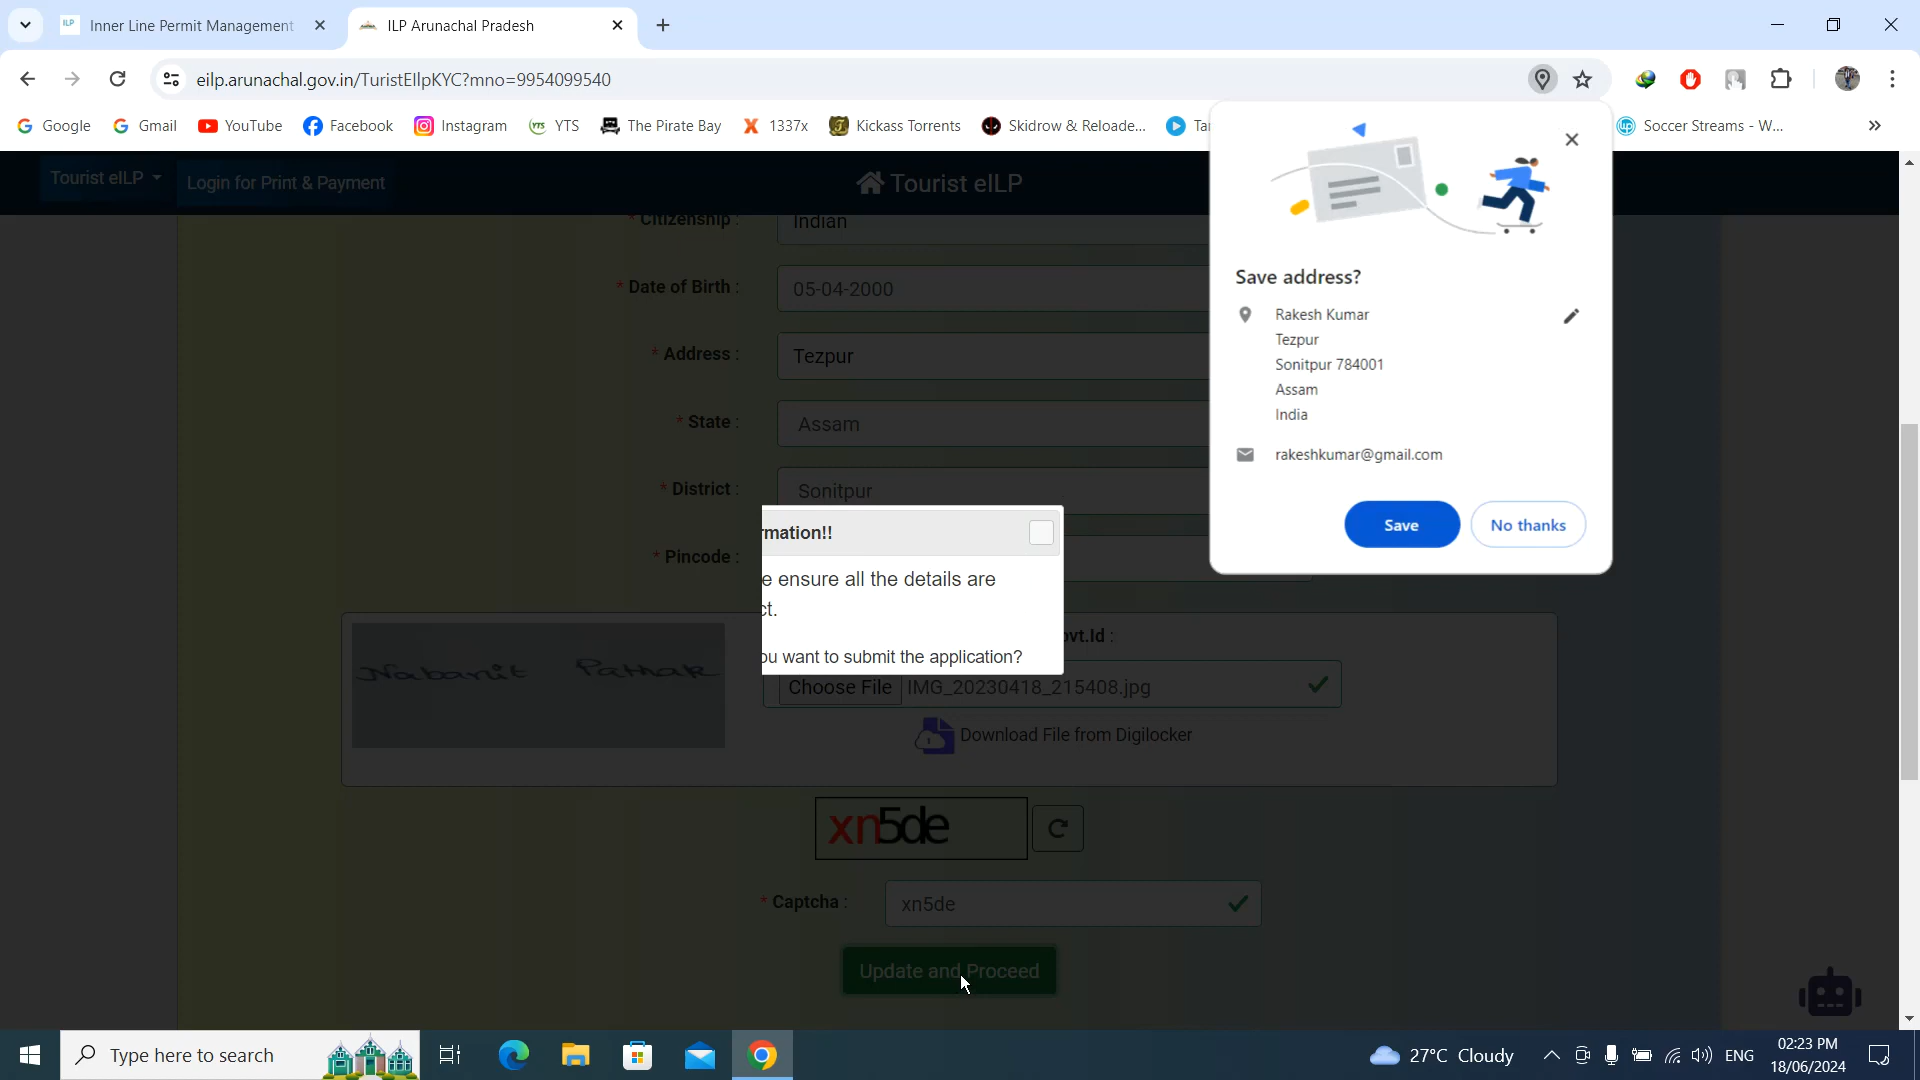 Inner Line Permit Management
ILP Arunachal Pradesh
eilp.arunachal.gov.in/TuristEIlpKYC?mno=9954099540
Google
Gmail
YouTube
Facebook
Instagram
YTS
The Pirate Bay
1337x
Kickass Torrents
Skidrow & Reloade...
Tar
Soccer Streams - W...
»
Tourist eILP
Login for Print & Payment
Tourist eILP
* Citizenship :
Indian
* Date of Birth :
05-04-2000
* Address :
Tezpur
* State :
Assam
* District :
Sonitpur
* Pincode :
Save address?
Rakesh Kumar
Tezpur
Sonitpur 784001
Assam
India
rakeshkumar@gmail.com
Save
No thanks
rmation!!
e ensure all the details are
ct.
ou want to submit the application?
Nabanit Pathak
ovt.Id :
Choose File IMG_20230418_215408.jpg
Download File from Digilocker
xn5de
* Captcha :
xn5de
Update and Proceed
Type here to search
27°C Cloudy
ENG
02:23 PM
18/06/2024